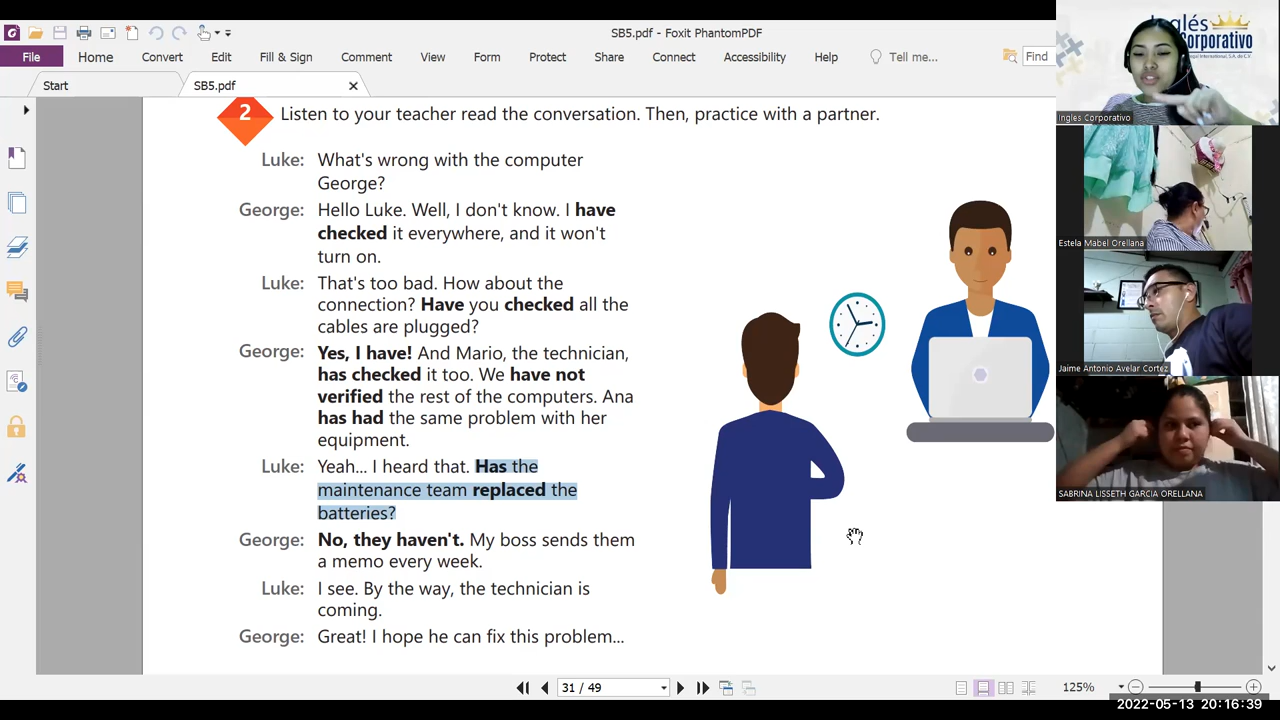 SB5.pdf - Foxit PhantomPDF
File Home Convert Edit Fill & Sign Comment View Form Protect Share Connect Accessibility Help Tell me... Find
Start SB5.pdf
2 Listen to your teacher read the conversation. Then, practice with a partner.
Luke: What's wrong with the computer
George?
George: Hello Luke. Well, I don't know. I have
checked it everywhere, and it won't
turn on.
Luke: That's too bad. How about the
connection? Have you checked all the
cables are plugged?
George: Yes, I have! And Mario, the technician,
has checked it too. We have not
verified the rest of the computers. Ana
has had the same problem with her
equipment.
Luke: Yeah... I heard that. Has the
maintenance team replaced the
batteries?
George: No, they haven't. My boss sends them
a memo every week.
Luke: I see. By the way, the technician is
coming.
George: Great! I hope he can fix this problem...
31 / 49
125%
Inglés
Corporativo
Ingles Corporativo
Estela Mabel Orellana
Jaime Antonio Avelar Cortez
SABRINA LISSETH GARCIA ORELLANA
2022-05-13 20:16:39